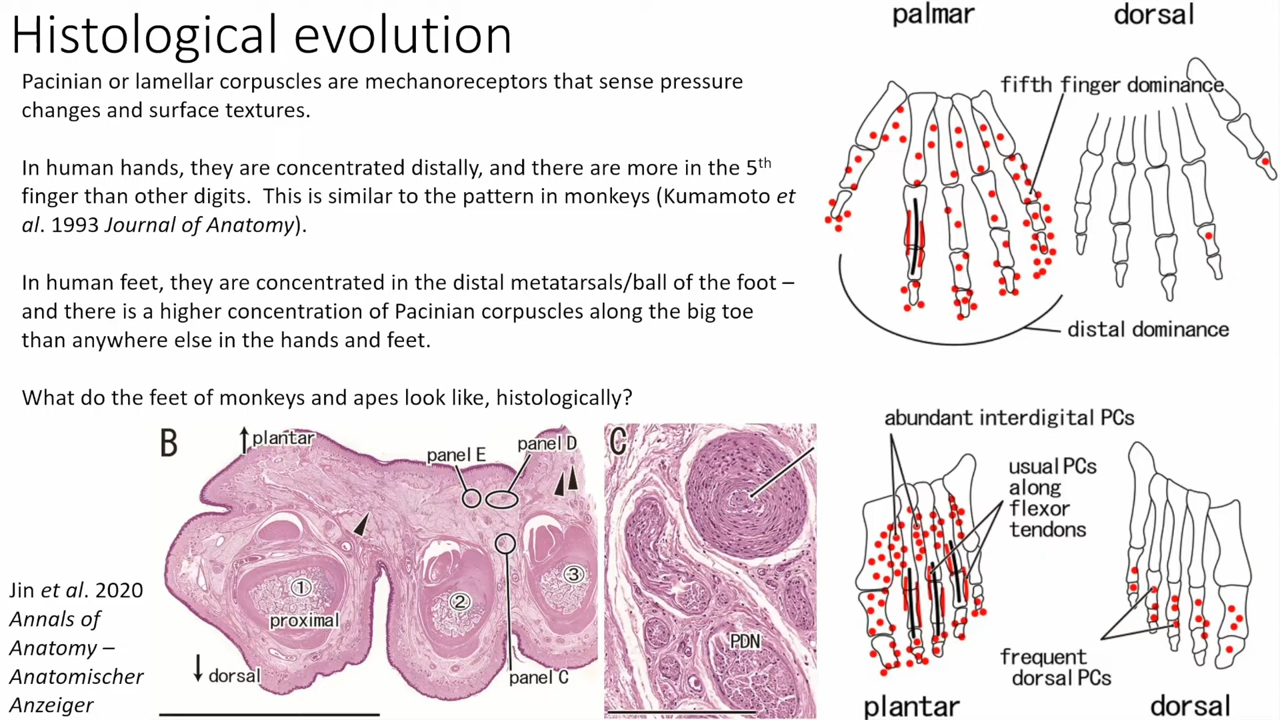 Histological evolution
Pacinian or lamellar corpuscles are mechanoreceptors that sense pressure
changes and surface textures.
In human hands, they are concentrated distally, and there are more in the 5th
finger than other digits. This is similar to the pattern in monkeys (Kumamoto et
al. 1993 Journal of Anatomy).
In human feet, they are concentrated in the distal metatarsals/ball of the foot –
and there is a higher concentration of Pacinian corpuscles along the big toe
than anywhere else in the hands and feet.
What do the feet of monkeys and apes look like, histologically?
palmar
dorsal
fifth finger dominance
distal dominance
B
plantar
panel E
panel D
①
proximal
②
③
dorsal
panel C
C
PDN
Jin et al. 2020
Annals of
Anatomy –
Anatomischer
Anzeiger
abundant interdigital PCs
usual PCs
along
flexor
tendons
frequent
dorsal PCs
plantar
dorsal